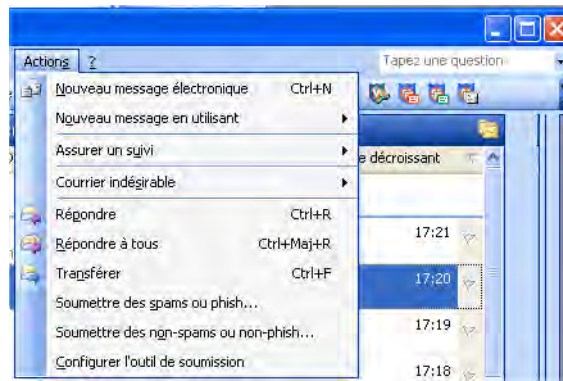 Actions ? Tapez une question
Nouveau message électronique Ctrl+N
Nouveau message en utilisant
Assurer un suivi
e décroissant
Courrier indésirable
Répondre Ctrl+R
17:21
Répondre à tous Ctrl+Maj+R
Transférer Ctrl+F
17:20
Soumettre des spams ou phish...
Soumettre des non-spams ou non-phish...
17:19
Configurer l'outil de soumission
17:18